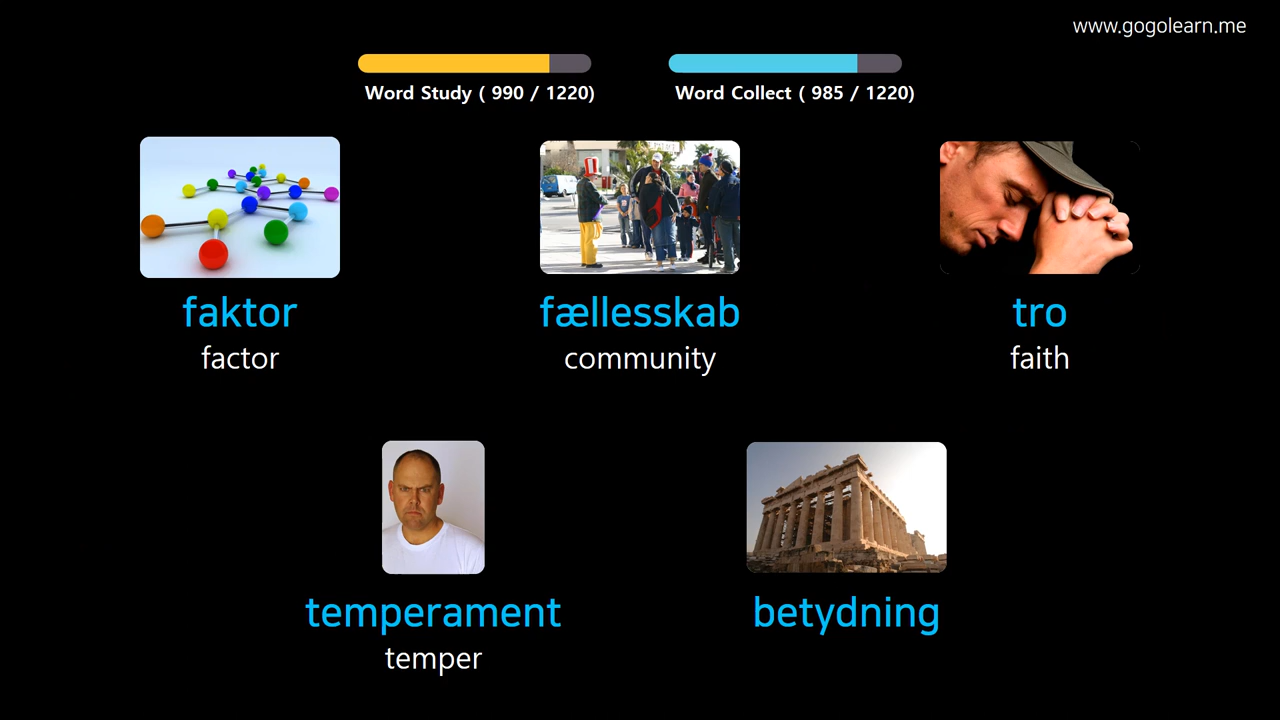 www.gogolearn.me
Word Study ( 990 / 1220)
Word Collect ( 985 / 1220)
faktor
factor
fællesskab
community
tro
faith
temperament
temper
betydning